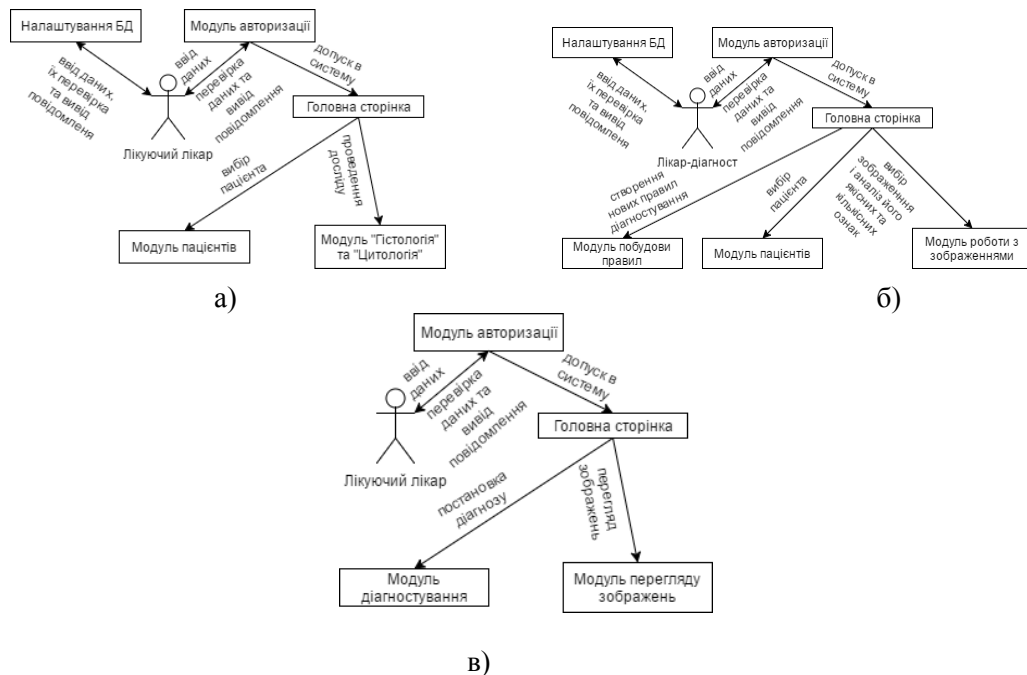 Налаштування БД
Модуль авторизації
ввід даних,
їх перевірка
та вивід
повідомленя
ввід
даних
перевірка
даних та
вивід
повідомлення
допуск в
систему
Лікуючий лікар
Головна сторінка
вибір
пацієнта
проведення
досліду
Модуль пацієнтів
Модуль "Гістологія"
та "Цитологія"
а)
Налаштування БД
Модуль авторизації
ввід даних,
їх перевірка
та вивід
повідомленя
ввід
даних
перевірка
даних та
вивід
повідомлення
допуск в
систему
Лікар-діагност
Головна сторінка
створення
нових правил
діагностування
вибір
пацієнта
вибір
зображенння
і аналіз його
якісних та
кількісних
ознак
Модуль побудови
правил
Модуль пацієнтів
Модуль роботи з
зображеннями
б)
Модуль авторизації
ввід
даних
перевірка
даних та
вивід
повідомлення
допуск в
систему
Лікуючий лікар
Головна сторінка
постановка
діагнозу
перегляд
зображень
Модуль
діагностування
Модуль перегляду
зображень
в)